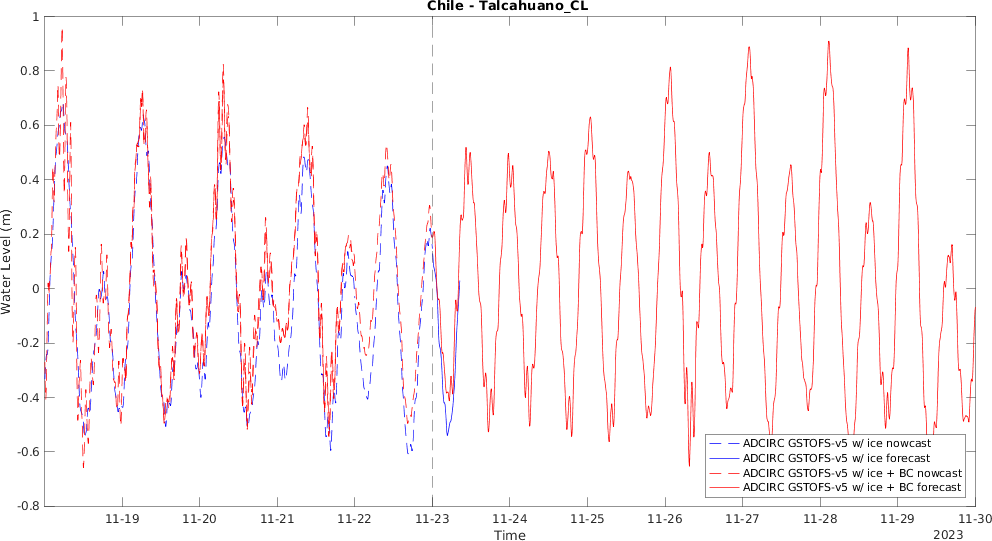 Chile - Talcahuano_CL
Water Level (m)
1
0.8
0.6
0.4
0.2
0
-0.2
-0.4
-0.6
-0.8
11-19 11-20 11-21 11-22 11-23 11-24 11-25 11-26 11-27 11-28 11-29 11-30
Time
2023
ADCIRC GSTOFS-v5 w/ ice nowcast
ADCIRC GSTOFS-v5 w/ ice forecast
ADCIRC GSTOFS-v5 w/ ice + BC nowcast
ADCIRC GSTOFS-v5 w/ ice + BC forecast